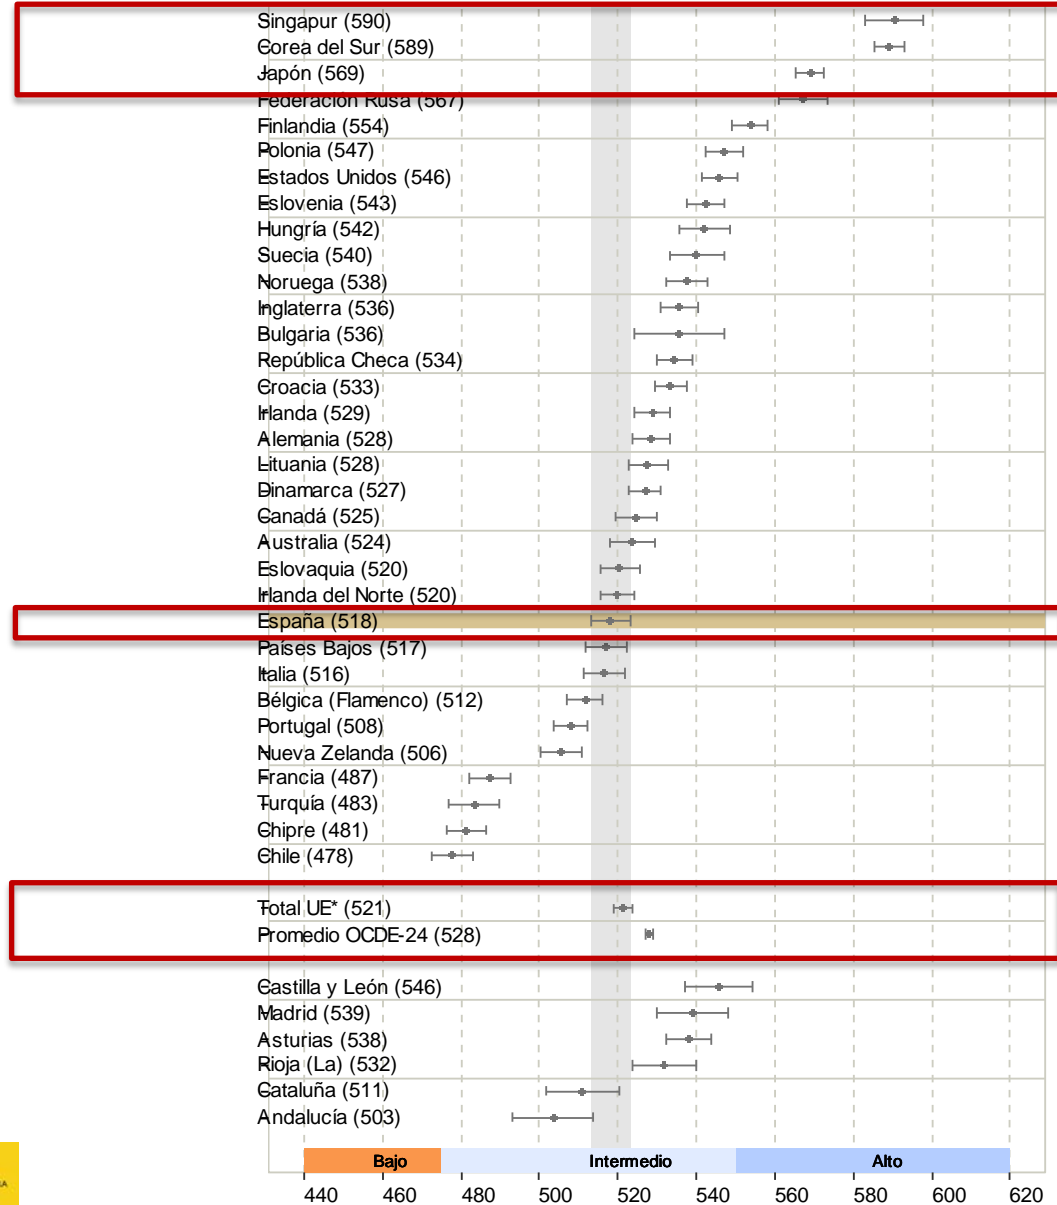 Singapur (590)
Corea del Sur (589)
Japón (569)
Federación Rusa (567)
Finlandia (554)
Polonia (547)
Estados Unidos (546)
Eslovenia (543)
Hungría (542)
Suecia (540)
Noruega (538)
Inglaterra (536)
Bulgaria (536)
República Checa (534)
Croacia (533)
Irlanda (529)
Alemania (528)
Lituania (528)
Dinamarca (527)
Canadá (525)
Australia (524)
Eslovaquia (520)
Irlanda del Norte (520)
España (518)
Países Bajos (517)
Italia (516)
Bélgica (Flamenco) (512)
Portugal (508)
Nueva Zelanda (506)
Francia (487)
Turquía (483)
Chipre (481)
Chile (478)
Total UE* (521)
Promedio OCDE-24 (528)
Castilla y León (546)
Madrid (539)
Asturias (538)
Rioja (La) (532)
Cataluña (511)
Andalucía (503)
Bajo Intermedio Alto
440 460 480 500 520 540 560 580 600 620